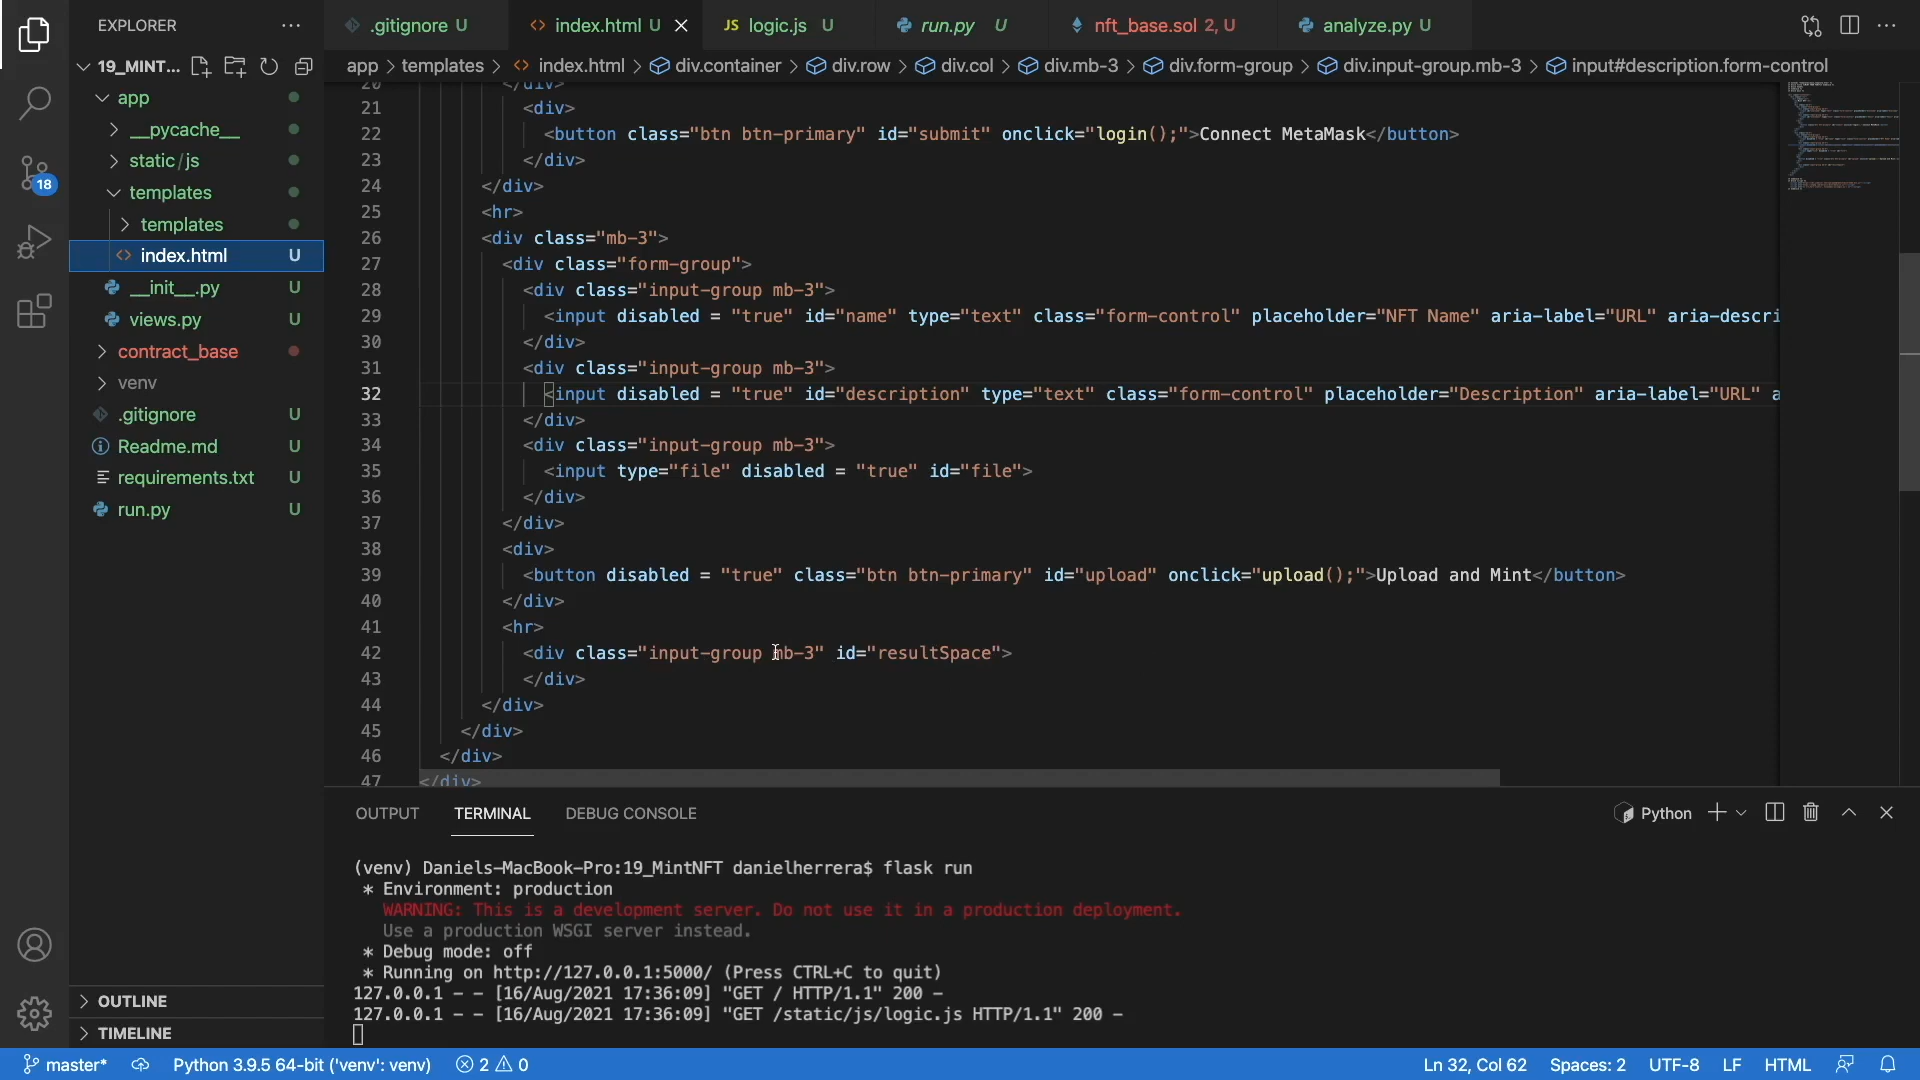 EXPLORER ···
.gitignore U
index.html U
JS logic.js U
run.py U
nft_base.sol 2, U
analyze.py U
19_MINT...
app > templates > index.html > div.container > div.row > div.col > div.mb-3 > div.form-group > div.input-group.mb-3 > input#description.form-control
app
__pycache__
static/js
templates
templates
index.html U
__init__.py U
views.py U
contract_base
venv
.gitignore U
Readme.md U
requirements.txt U
run.py U
OUTLINE
TIMELINE
20 </div>
21 <div>
22 <button class="btn btn-primary" id="submit" onclick="login();">Connect MetaMask</button>
23 </div>
24 </div>
25 <hr>
26 <div class="mb-3">
27 <div class="form-group">
28 <div class="input-group mb-3">
29 <input disabled = "true" id="name" type="text" class="form-control" placeholder="NFT Name" aria-label="URL" aria-descri
30 </div>
31 <div class="input-group mb-3">
32 <input disabled = "true" id="description" type="text" class="form-control" placeholder="Description" aria-label="URL" a
33 </div>
34 <div class="input-group mb-3">
35 <input type="file" disabled = "true" id="file">
36 </div>
37 </div>
38 <div>
39 <button disabled = "true" class="btn btn-primary" id="upload" onclick="upload();">Upload and Mint</button>
40 </div>
41 <hr>
42 <div class="input-group mb-3" id="resultSpace">
43 </div>
44 </div>
45 </div>
46 </div>
47 </div>
OUTPUT TERMINAL DEBUG CONSOLE
Python
(venv) Daniels-MacBook-Pro:19_MintNFT danielherrera$ flask run
* Environment: production
WARNING: This is a development server. Do not use it in a production deployment.
Use a production WSGI server instead.
* Debug mode: off
* Running on http://127.0.0.1:5000/ (Press CTRL+C to quit)
127.0.0.1 - - [16/Aug/2021 17:36:09] "GET / HTTP/1.1" 200 -
127.0.0.1 - - [16/Aug/2021 17:36:09] "GET /static/js/logic.js HTTP/1.1" 200 -
18
master* Python 3.9.5 64-bit ('venv': venv) 2 0 Ln 32, Col 62 Spaces: 2 UTF-8 LF HTML